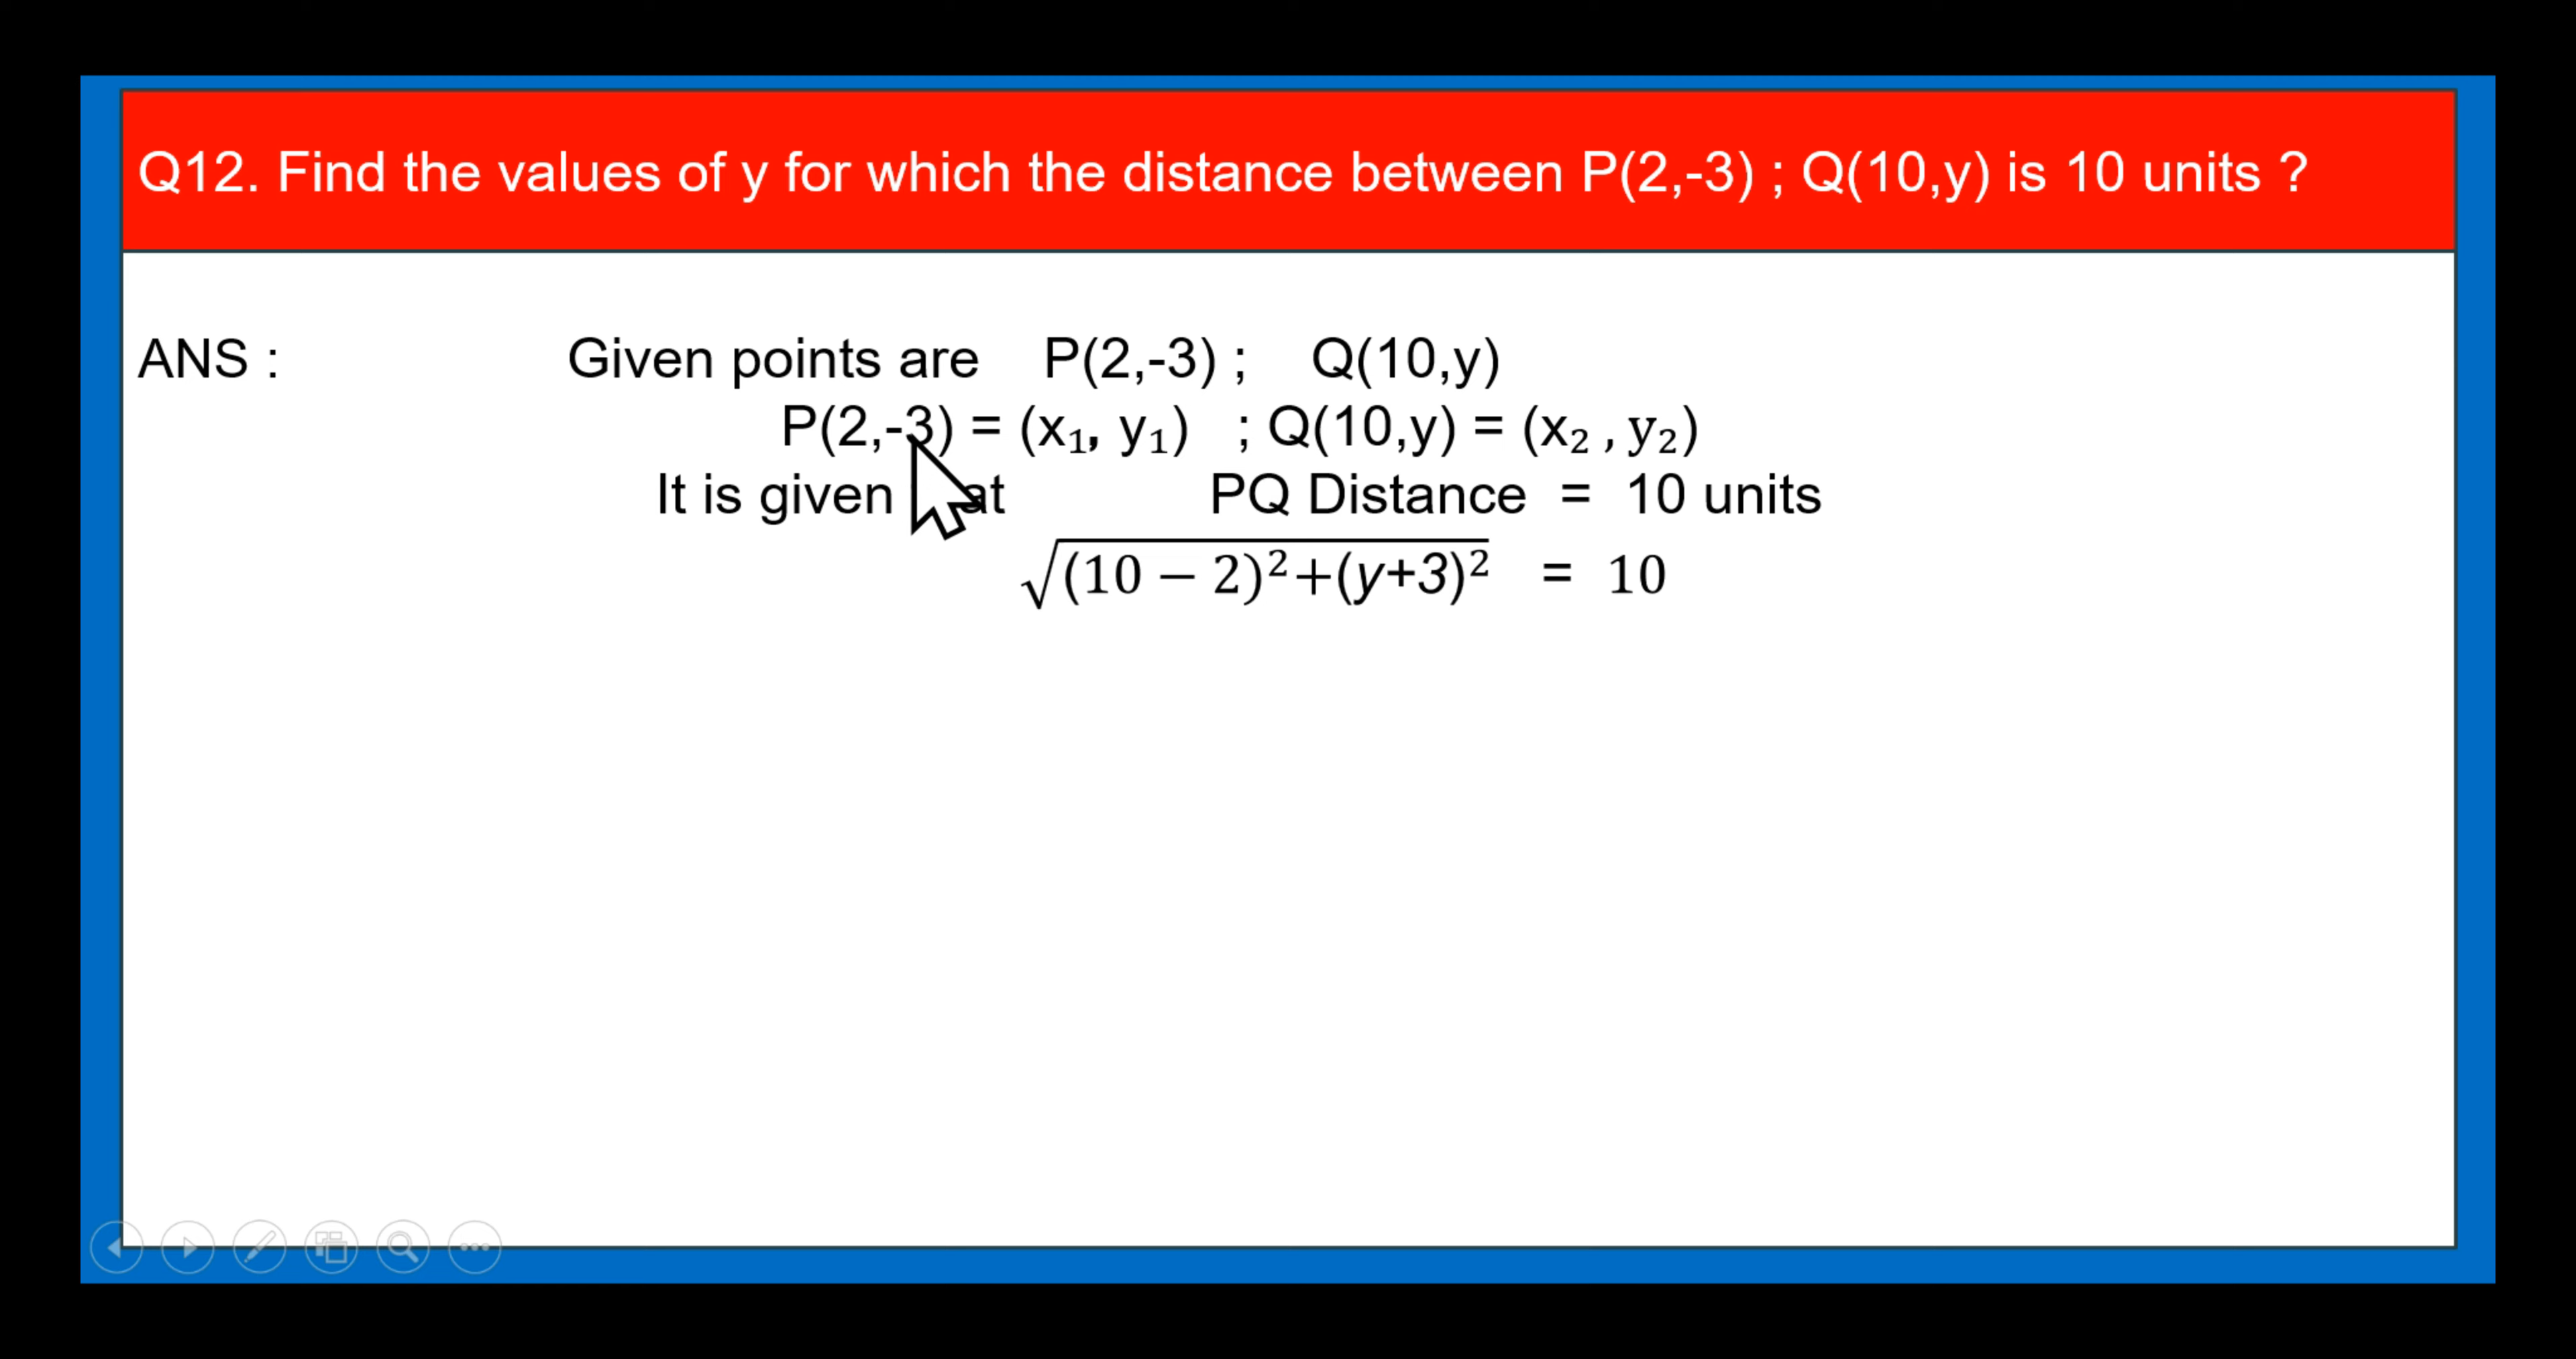 Q12. Find the values of y for which the distance between P(2,-3) ; Q(10,y) is 10 units ?
ANS : Given points are P(2,-3) ; Q(10,y)
P(2,-3) = (x₁, y₁) ; Q(10,y) = (x₂ , y₂)
It is given at PQ Distance = 10 units
√(10 − 2)²+(y+3)² = 10